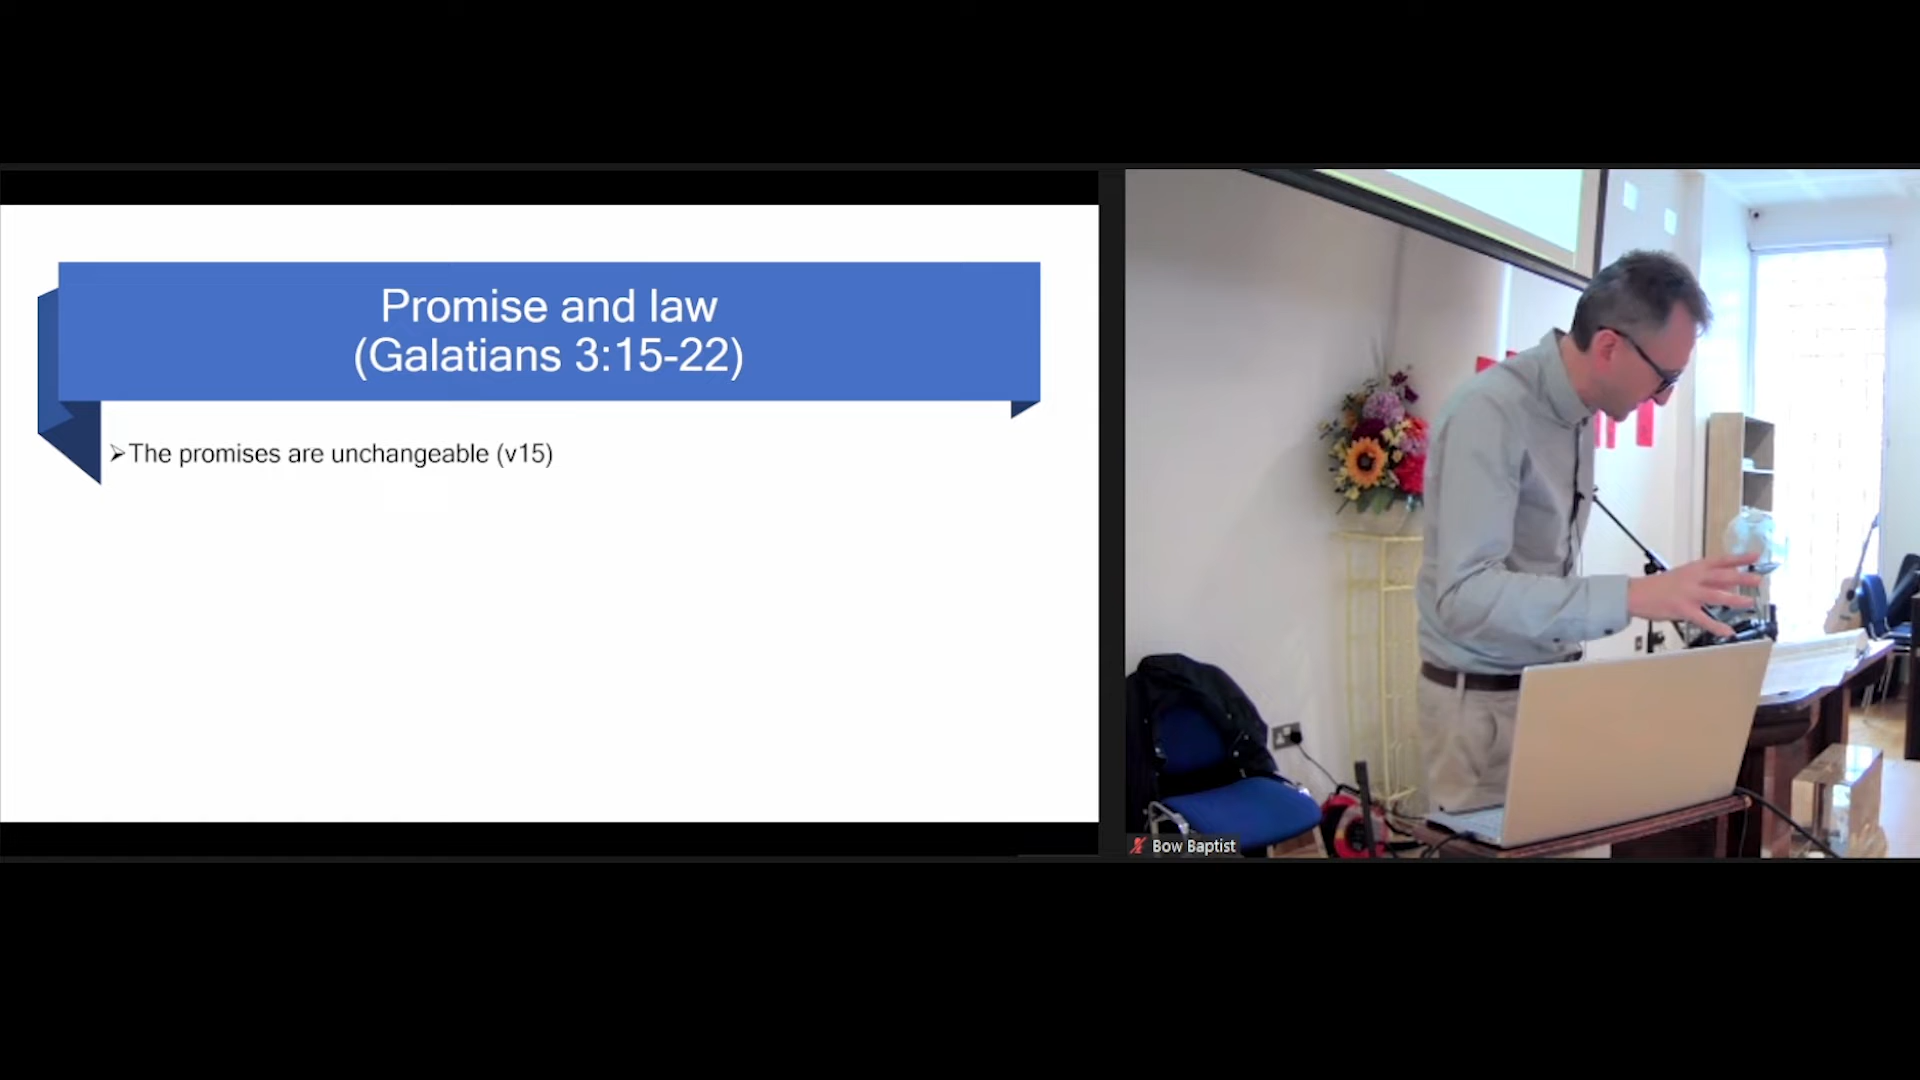 Promise and law
(Galatians 3:15-22)
➢The promises are unchangeable (v15)
Bow Baptist